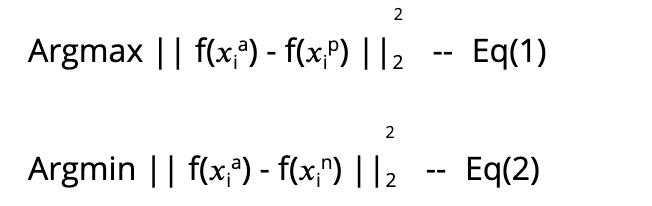 Argmax || f(xᵢᵃ) - f(xᵢᵖ) ||₂² -- Eq(1)
Argmin || f(xᵢᵃ) - f(xᵢⁿ) ||₂² -- Eq(2)